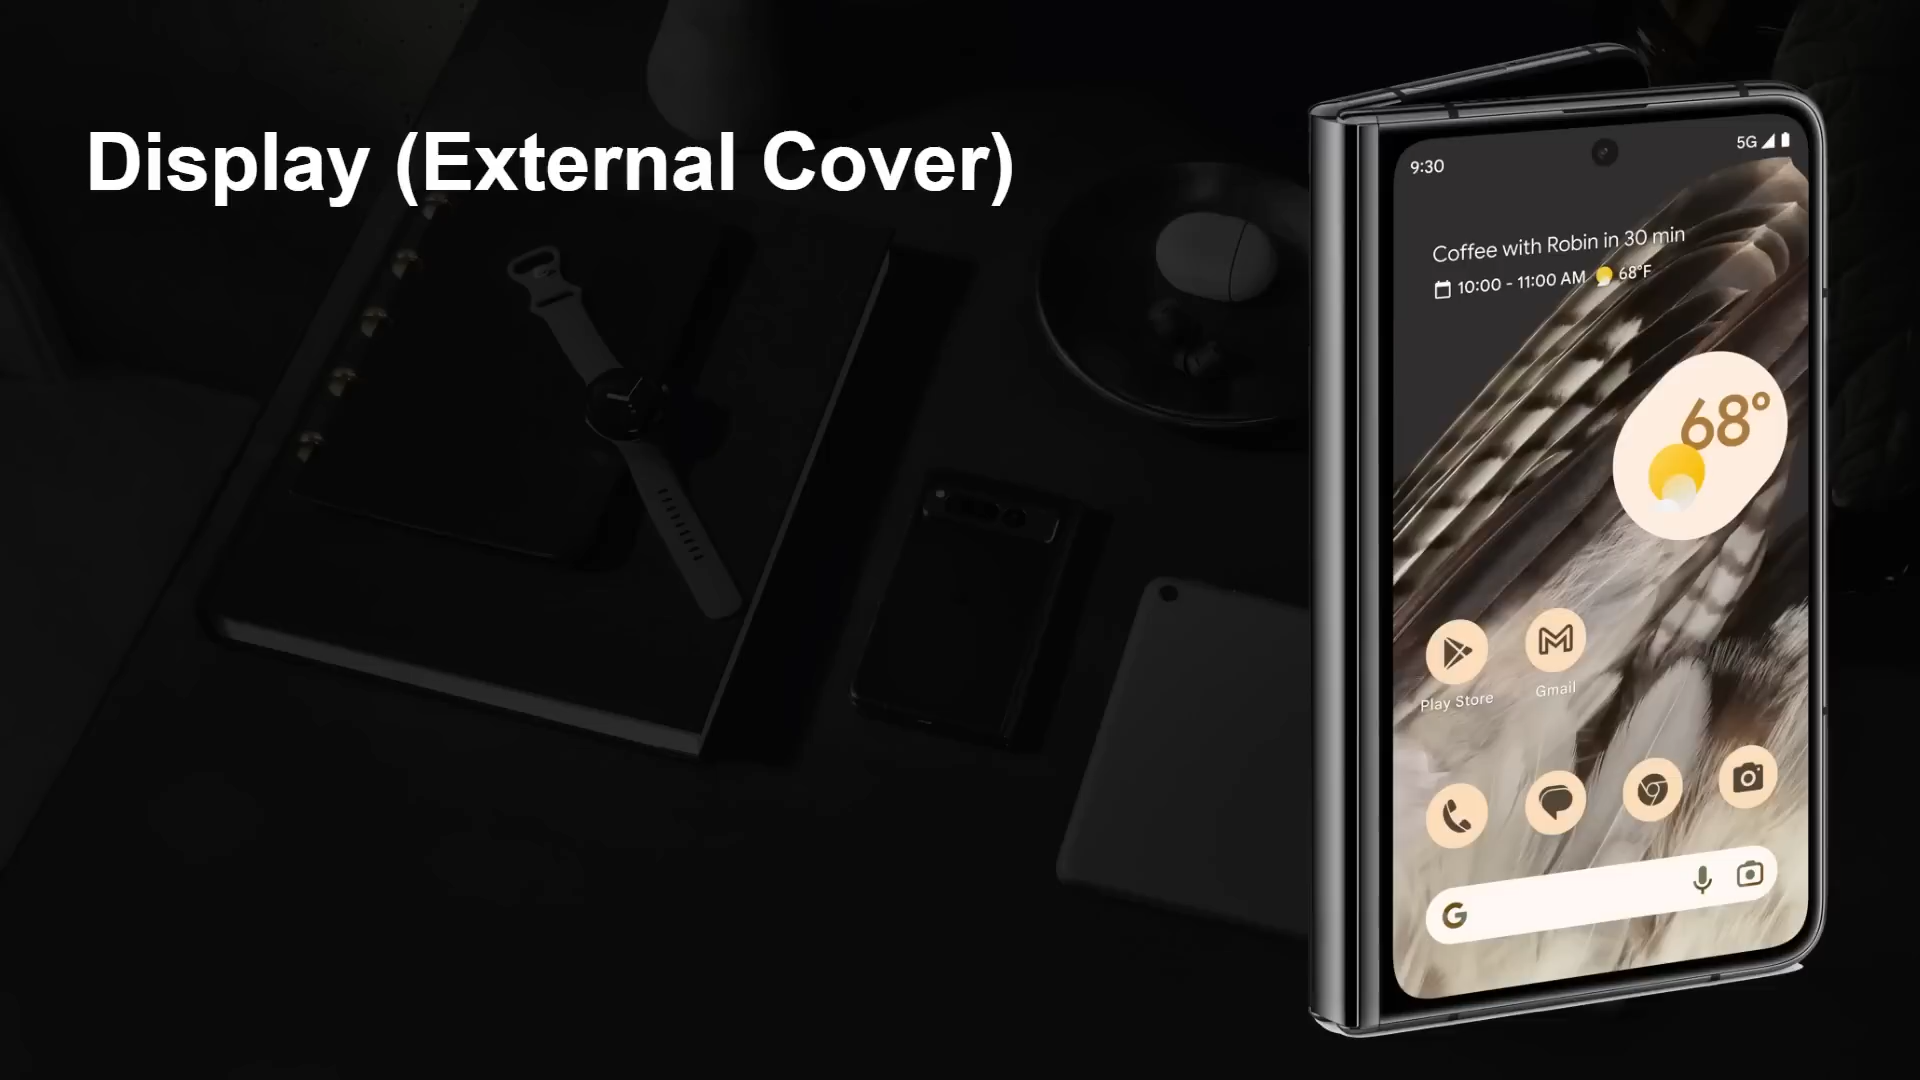 Display (External Cover)
9:30
5G
Coffee with Robin in 30 min
10:00 - 11:00 AM 68°F
68°
Play Store
Gmail
G